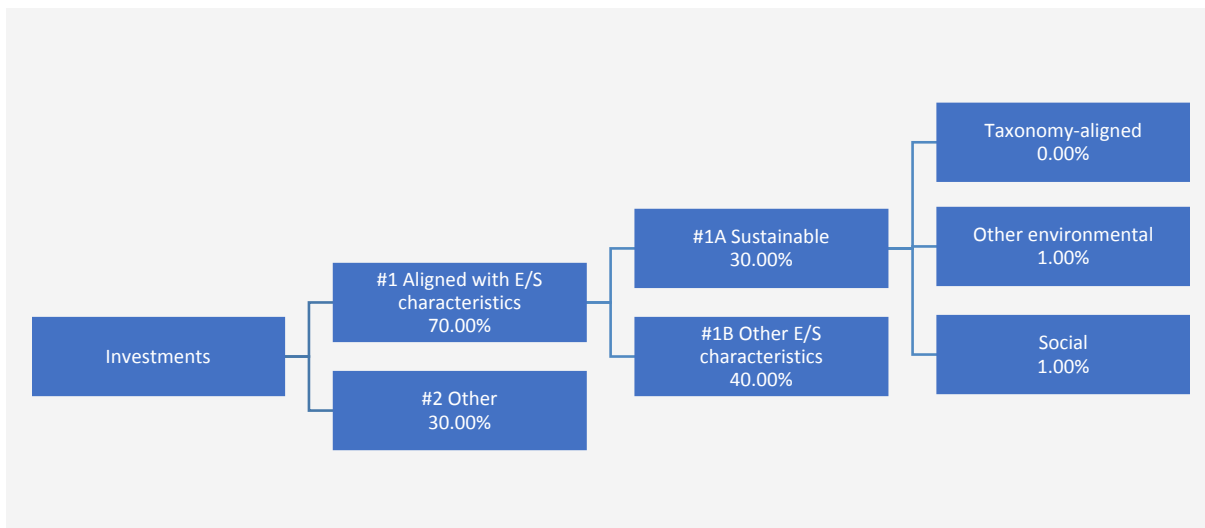 Investments
#1 Aligned with E/S
characteristics
70.00%
#2 Other
30.00%
#1A Sustainable
30.00%
#1B Other E/S
characteristics
40.00%
Taxonomy-aligned
0.00%
Other environmental
1.00%
Social
1.00%